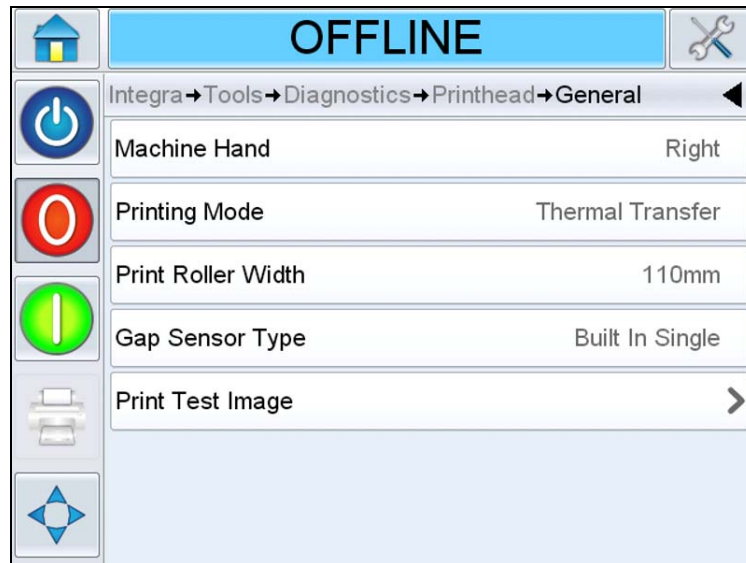 OFFLINE
Integra→Tools→Diagnostics→Printhead→General
Machine Hand Right
Printing Mode Thermal Transfer
Print Roller Width 110mm
Gap Sensor Type Built In Single
Print Test Image